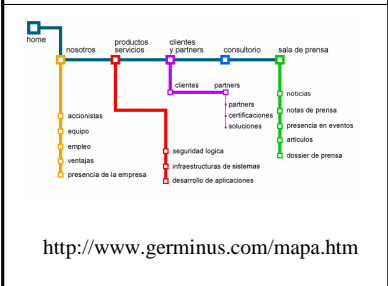 home
nosotros
productos
servicios
clientes
y partners
consultorio
sala de prensa
accionistas
equipo
empleo
ventajas
presencia de la empresa
seguridad logica
infraestructuras de sistemas
desarrollo de aplicaciones
clientes
partners
partners
certificaciones
soluciones
noticias
notas de prensa
presencia en eventos
articulos
dossier de prensa
http://www.germinus.com/mapa.htm